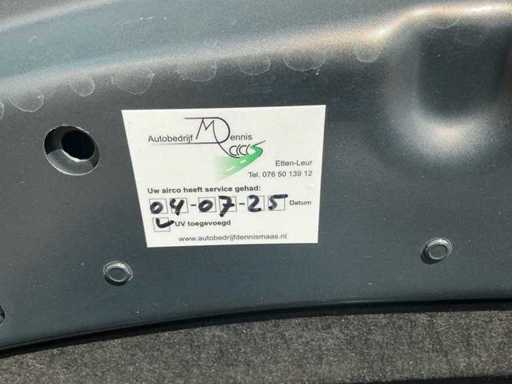 Autobedrijf Dennis
Maas
Etten-Leur
Tel. 076 50 139 12
Uw airco heeft service gehad:
04-07-25 Datum
UV toegevoegd
www.autobedrijfdennismaas.nl